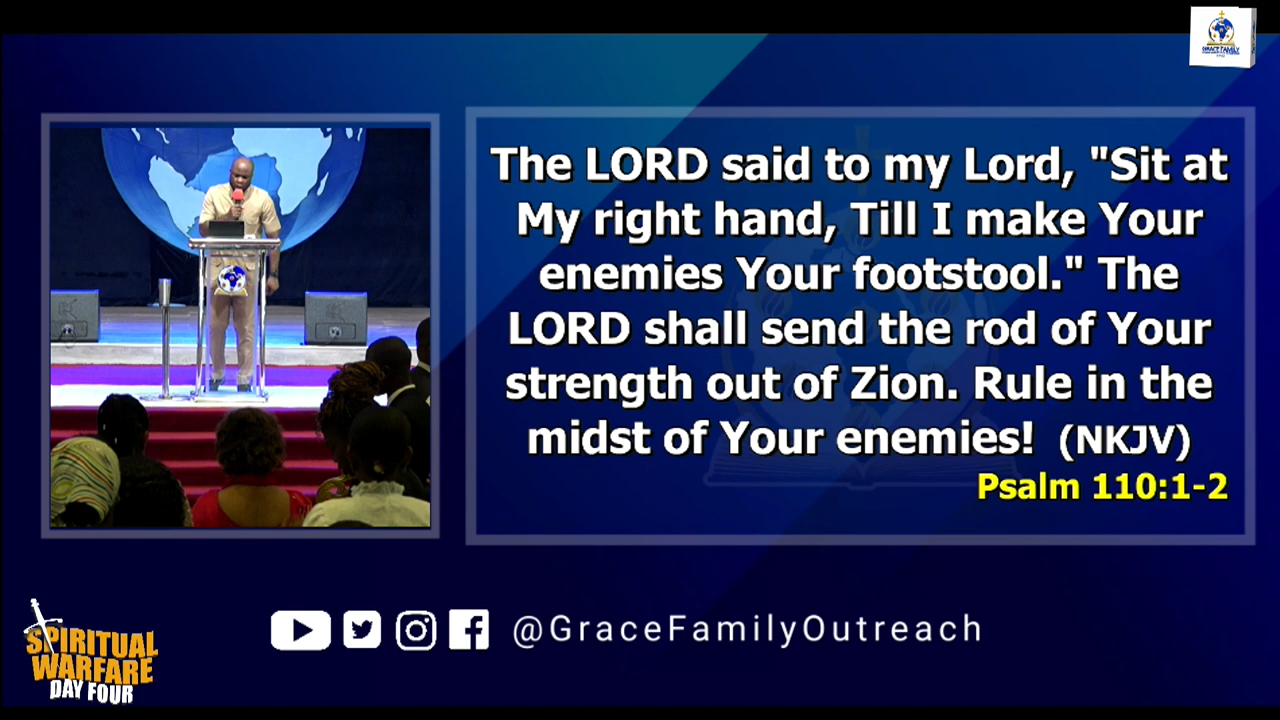 GRACE FAMILY
The LORD said to my Lord, "Sit at
My right hand, Till I make Your
enemies Your footstool." The
LORD shall send the rod of Your
strength out of Zion. Rule in the
midst of Your enemies! (NKJV)
Psalm 110:1-2
SPIRITUAL
WARFARE
DAY FOUR
@GraceFamilyOutreach